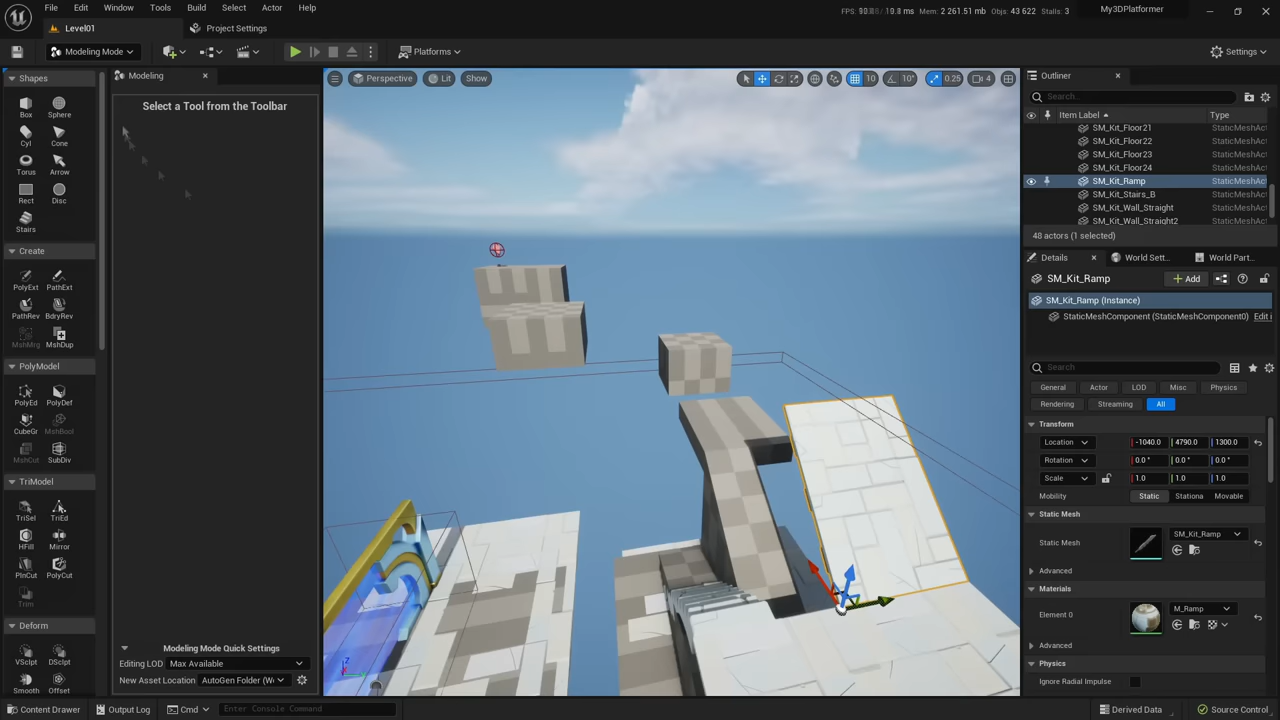 File Edit Window Tools Build Select Actor Help
FPS: 90.86 / 19.8 ms Mem: 2 261.51 mb Objs: 43 622 Stalls: 3
My3DPlatformer
Level01
Project Settings
Modeling Mode
Platforms
Settings
Shapes
Box Sphere
Cyl Cone
Torus Arrow
Rect Disc
Stairs
Create
PolyExt PathExt
PathRev BdryRev
MshMrg MshDup
PolyModel
PolyEd PolyDef
CubeGr MshBool
MshCut SubDiv
TriModel
TriSel TriEd
HFill Mirror
PlnCut PolyCut
Trim
Deform
VSclpt DSclpt
Smooth Offset
Modeling
Select a Tool from the Toolbar
Modeling Mode Quick Settings
Editing LOD Max Available
New Asset Location AutoGen Folder (W
Perspective Lit Show
10 10° 0.25 4
Outliner
Search...
Item Label Type
SM_Kit_Floor21 StaticMeshAct
SM_Kit_Floor22 StaticMeshAct
SM_Kit_Floor23 StaticMeshAct
SM_Kit_Floor24 StaticMeshAct
SM_Kit_Ramp StaticMeshAct
SM_Kit_Stairs_B StaticMeshAct
SM_Kit_Wall_Straight StaticMeshAct
SM_Kit_Wall_Straight2 StaticMeshAct
48 actors (1 selected)
Details World Sett... World Part...
SM_Kit_Ramp
Add
SM_Kit_Ramp (Instance)
StaticMeshComponent (StaticMeshComponent0) Edit i
Search
General Actor LOD Misc Physics
Rendering Streaming All
Transform
Location -1040.0 4790.0 1300.0
Rotation 0.0 ° 0.0 ° 0.0 °
Scale 1.0 1.0 1.0
Mobility Static Stationa Movable
Static Mesh
Static Mesh SM_Kit_Ramp
Advanced
Materials
Element 0 M_Ramp
Advanced
Physics
Ignore Radial Impulse
Content Drawer Output Log Cmd Enter Console Command
Derived Data Source Control